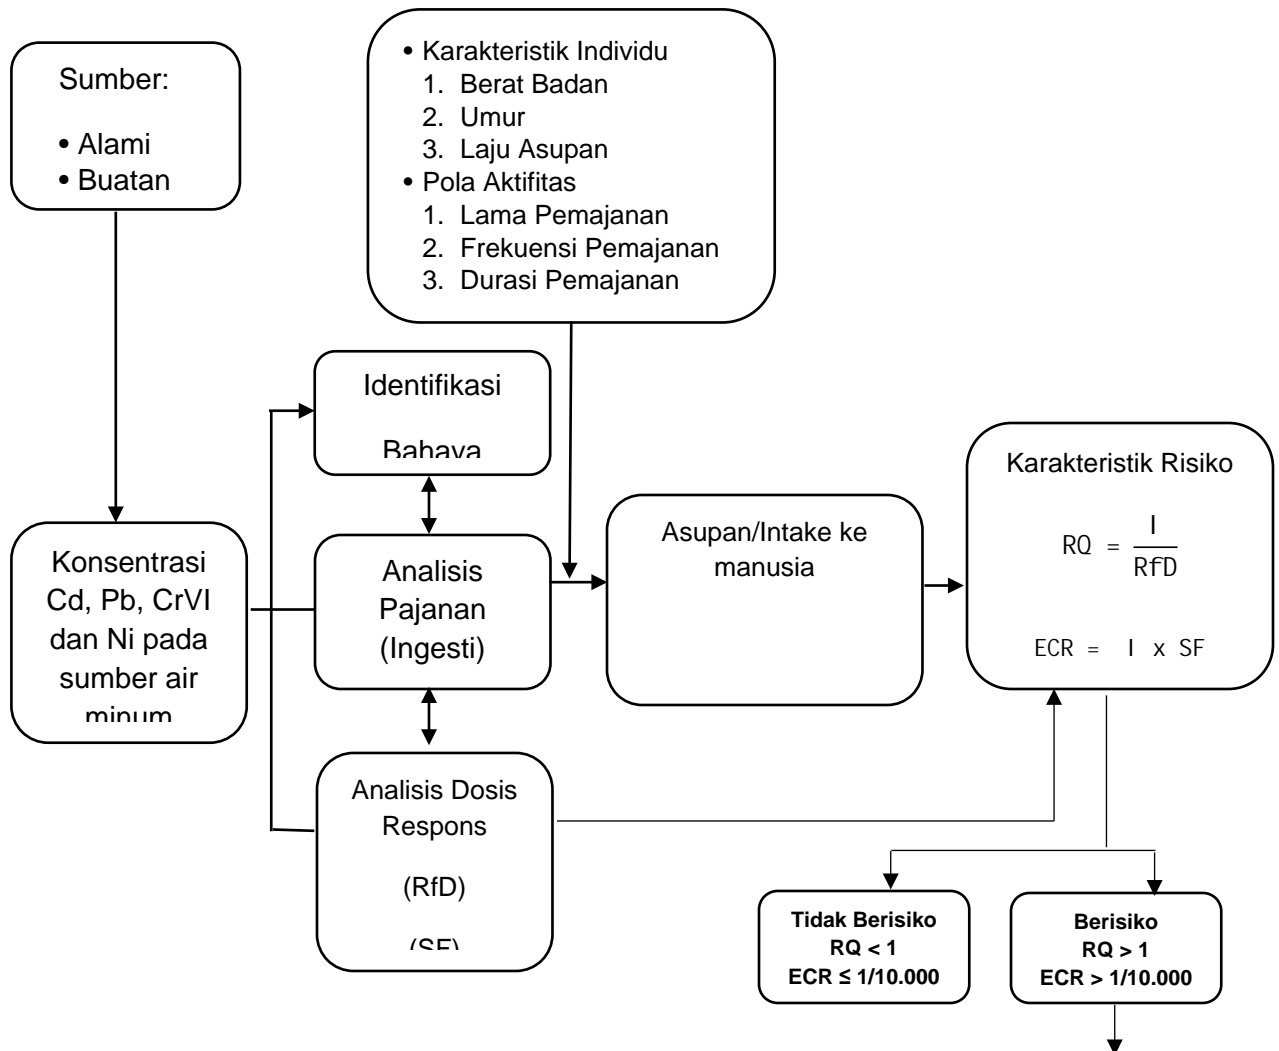 Sumber:
• Alami
• Buatan
• Karakteristik Individu
1. Berat Badan
2. Umur
3. Laju Asupan
• Pola Aktifitas
1. Lama Pemajanan
2. Frekuensi Pemajanan
3. Durasi Pemajanan
Identifikasi
Bahaya
Konsentrasi
Cd, Pb, CrVI
dan Ni pada
sumber air
minum
Analisis
Pajanan
(Ingesti)
Asupan/Intake ke
manusia
Karakteristik Risiko
RQ = I
RfD
ECR = I x SF
Analisis Dosis
Respons
(RfD)
(SF)
Tidak Berisiko
RQ < 1
ECR ≤ 1/10.000
Berisiko
RQ > 1
ECR > 1/10.000